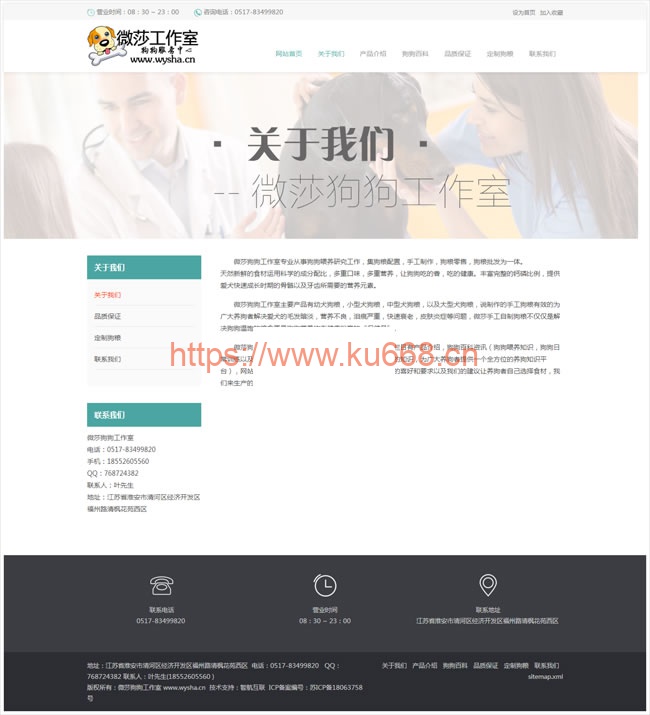 营业时间：08：30 ~ 23：00 咨询电话：0517-83499820
设为首页 加入收藏
微莎工作室
狗狗服务中心
www.wysha.cn
网站首页 关于我们 产品介绍 狗狗百科 品质保证 定制狗粮 联系我们
· 关于我们 ·
-- 微莎狗狗工作室
关于我们
关于我们
品质保证
定制狗粮
联系我们
微莎狗狗工作室专业从事狗狗喂养研究工作，集狗粮配置，手工制作，狗粮零售，狗粮批发为一体。
天然新鲜的食材运用科学的成分配比，多重口味，多重营养，让狗狗吃的香，吃的健康。丰富完整的钙磷比例，提供
爱犬快速成长时期的骨骼以及牙齿所需要的营养元素。
微莎狗狗工作室主要产品有幼犬狗粮，小型犬狗粮，中型犬狗粮，以及大型犬狗粮，说制作的手工狗粮有效的为
广大养狗者解决爱犬的毛发暗淡，营养不良，泪痕严重，快速衰老，皮肤炎症等问题，微莎手工自制狗粮不仅仅是解
决狗狗温饱
微莎狗
栏目有产品介绍，狗狗百科资讯（狗狗喂养知识，狗狗日
的知识，为广大养狗者提供一个全方位的养狗知识平
台），网站
的喜好和要求以及我们的建议让养狗者自己选择食材，我
们来生产的
https://www.ku668.cn
联系我们
微莎狗狗工作室
电话：0517-83499820
手机：18552605560
QQ：768724382
联系人：叶先生
地址：江苏省淮安市清河区经济开发区
福州路清枫花苑西区
联系电话
0517-83499820
营业时间
08：30 ~ 23：00
联系地址
江苏省淮安市清河区经济开发区福州路清枫花苑西区
地址：江苏省淮安市清河区经济开发区福州路清枫花苑西区 电话：0517-83499820 QQ：
768724382 联系人：叶先生(18552605560 )
版权所有：微莎狗狗工作室 www.wysha.cn 技术支持：智航互联 ICP备案编号：苏ICP备18063758
号
关于我们 产品介绍 狗狗百科 品质保证 定制狗粮 联系我们
sitemap.xml